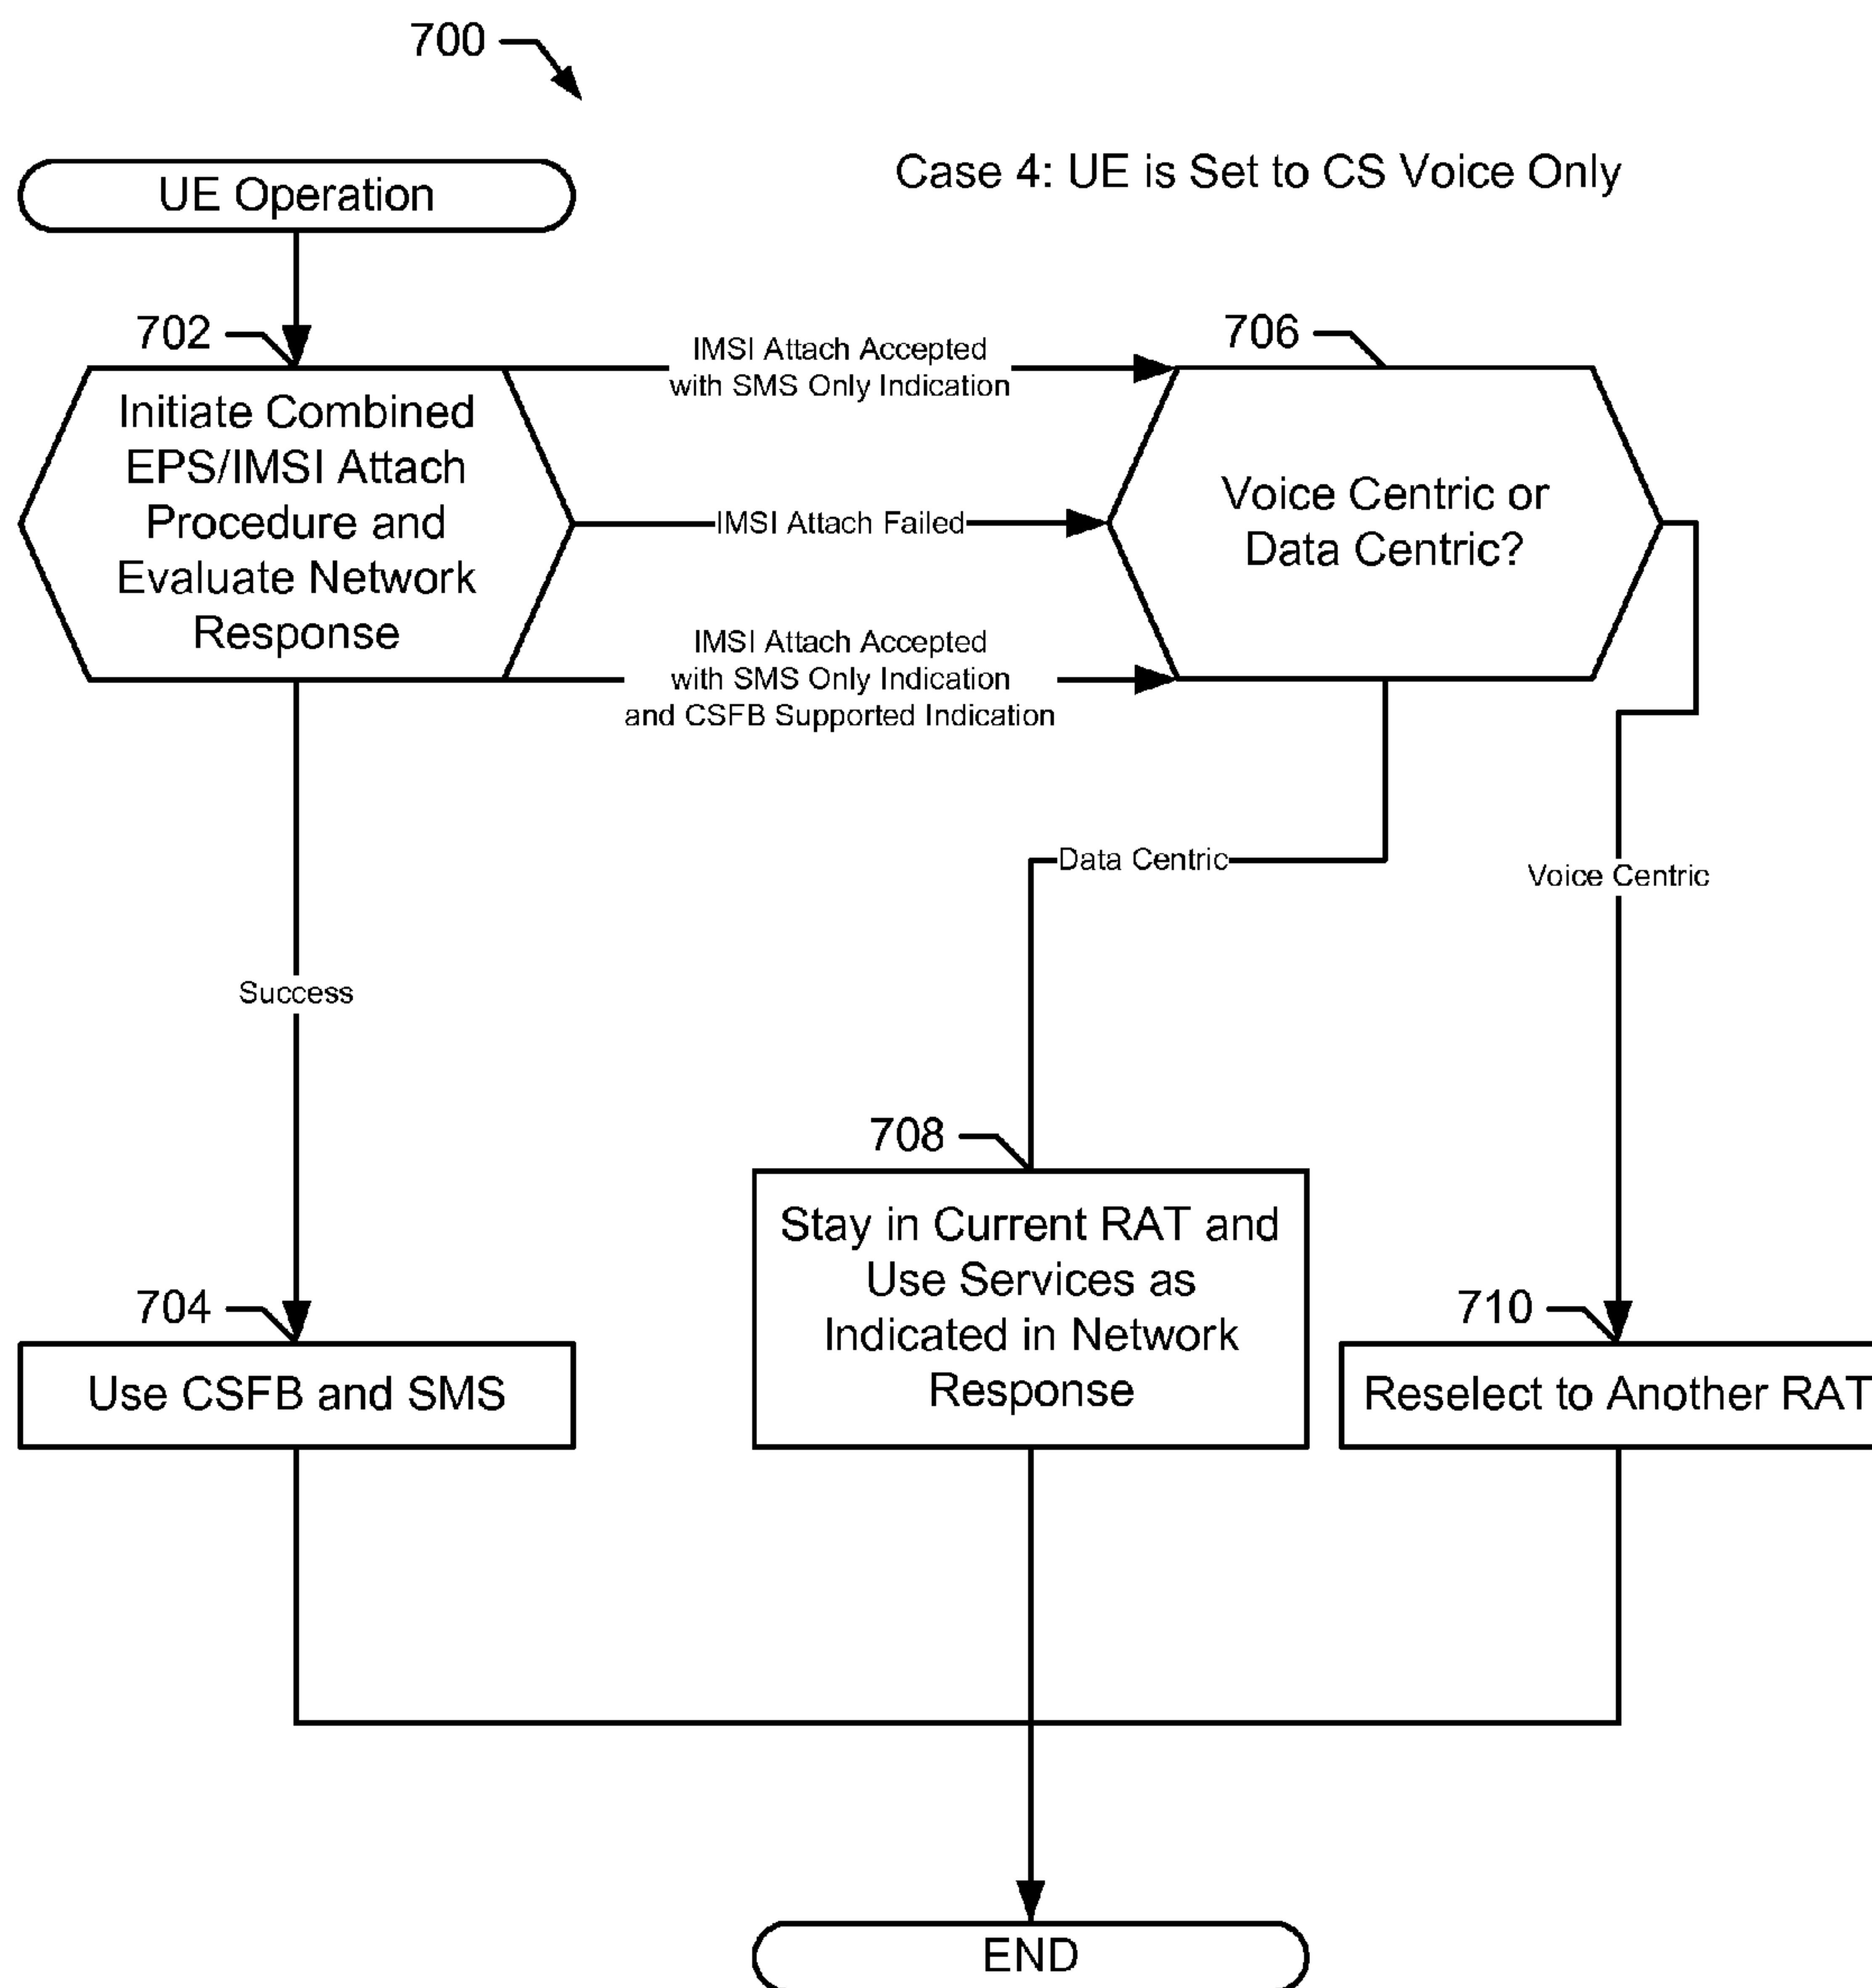 700
Case 4: UE is Set to CS Voice Only
UE Operation
702
Initiate Combined
EPS/IMSI Attach
Procedure and
Evaluate Network
Response
IMSI Attach Accepted
with SMS Only Indication
IMSI Attach Failed
IMSI Attach Accepted
with SMS Only Indication
and CSFB Supported Indication
706
Voice Centric or
Data Centric?
Data Centric
Voice Centric
Success
708
Stay in Current RAT and
Use Services as
Indicated in Network
Response
704
Use CSFB and SMS
710
Reselect to Another RAT
END